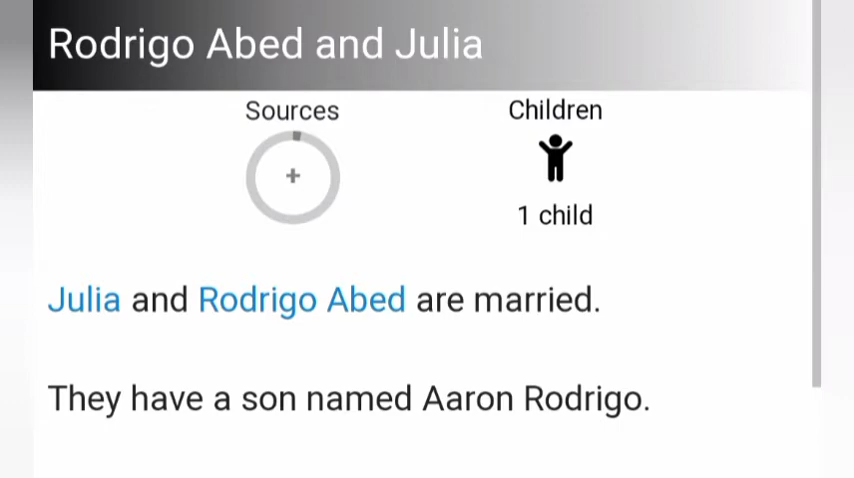 Rodrigo Abed and Julia
Sources
Children
+
1 child
Julia and Rodrigo Abed are married.
They have a son named Aaron Rodrigo.